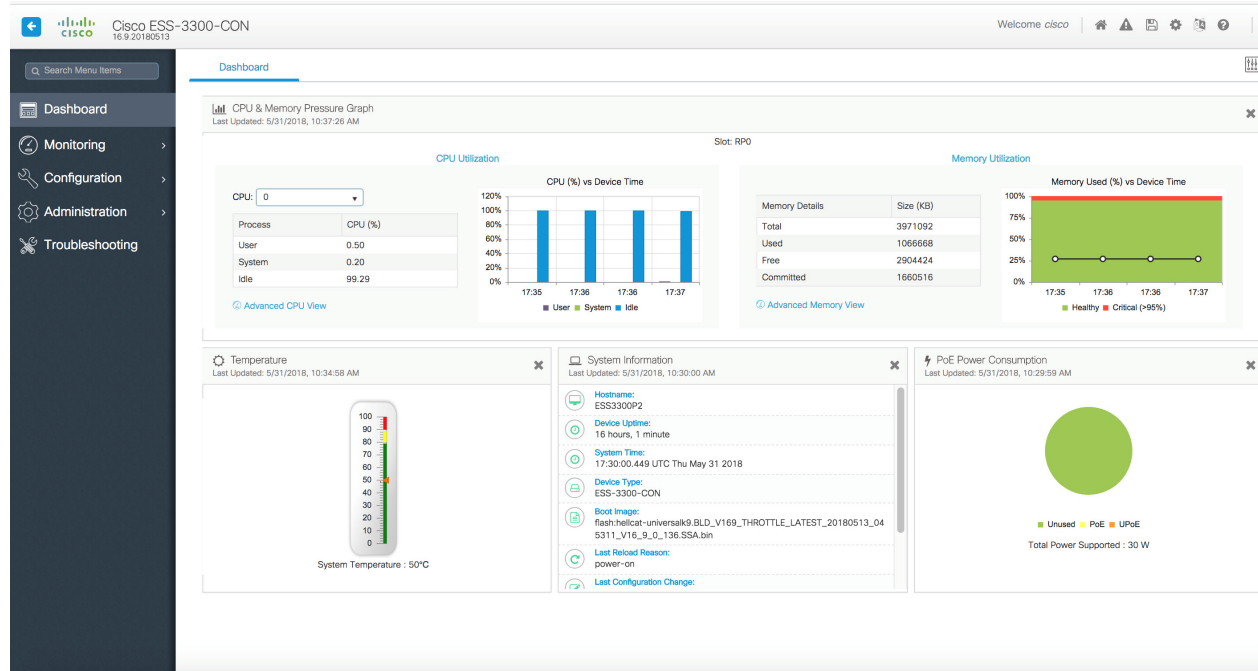 cisco
Cisco ESS-3300-CON
16.9.20180513
Welcome cisco
Search Menu Items
Dashboard
Monitoring
Configuration
Administration
Troubleshooting
Dashboard
CPU & Memory Pressure Graph
Last Updated: 5/31/2018, 10:37:26 AM
Slot: RP0
CPU Utilization
CPU: 0
Process CPU (%)
User 0.50
System 0.20
Idle 99.29
Advanced CPU View
CPU (%) vs Device Time
120%
100%
80%
60%
40%
20%
0%
17:35 17:36 17:36 17:37
User System Idle
Memory Utilization
Memory Details Size (KB)
Total 3971092
Used 1066668
Free 2904424
Committed 1660516
Advanced Memory View
Memory Used (%) vs Device Time
100%
75%
50%
25%
0%
17:35 17:36 17:36 17:37
Healthy Critical (>95%)
Temperature
Last Updated: 5/31/2018, 10:34:58 AM
100
90
80
70
60
50
40
30
20
10
0
System Temperature : 50°C
System Information
Last Updated: 5/31/2018, 10:30:00 AM
Hostname:
ESS3300P2
Device Uptime:
16 hours, 1 minute
System Time:
17:30:00.449 UTC Thu May 31 2018
Device Type:
ESS-3300-CON
Boot Image:
flash:hellcat-universalk9.BLD_V169_THROTTLE_LATEST_20180513_04
5311_V16_9_0_136.SSA.bin
Last Reload Reason:
power-on
Last Configuration Change:
PoE Power Consumption
Last Updated: 5/31/2018, 10:29:59 AM
Unused PoE UPoE
Total Power Supported : 30 W